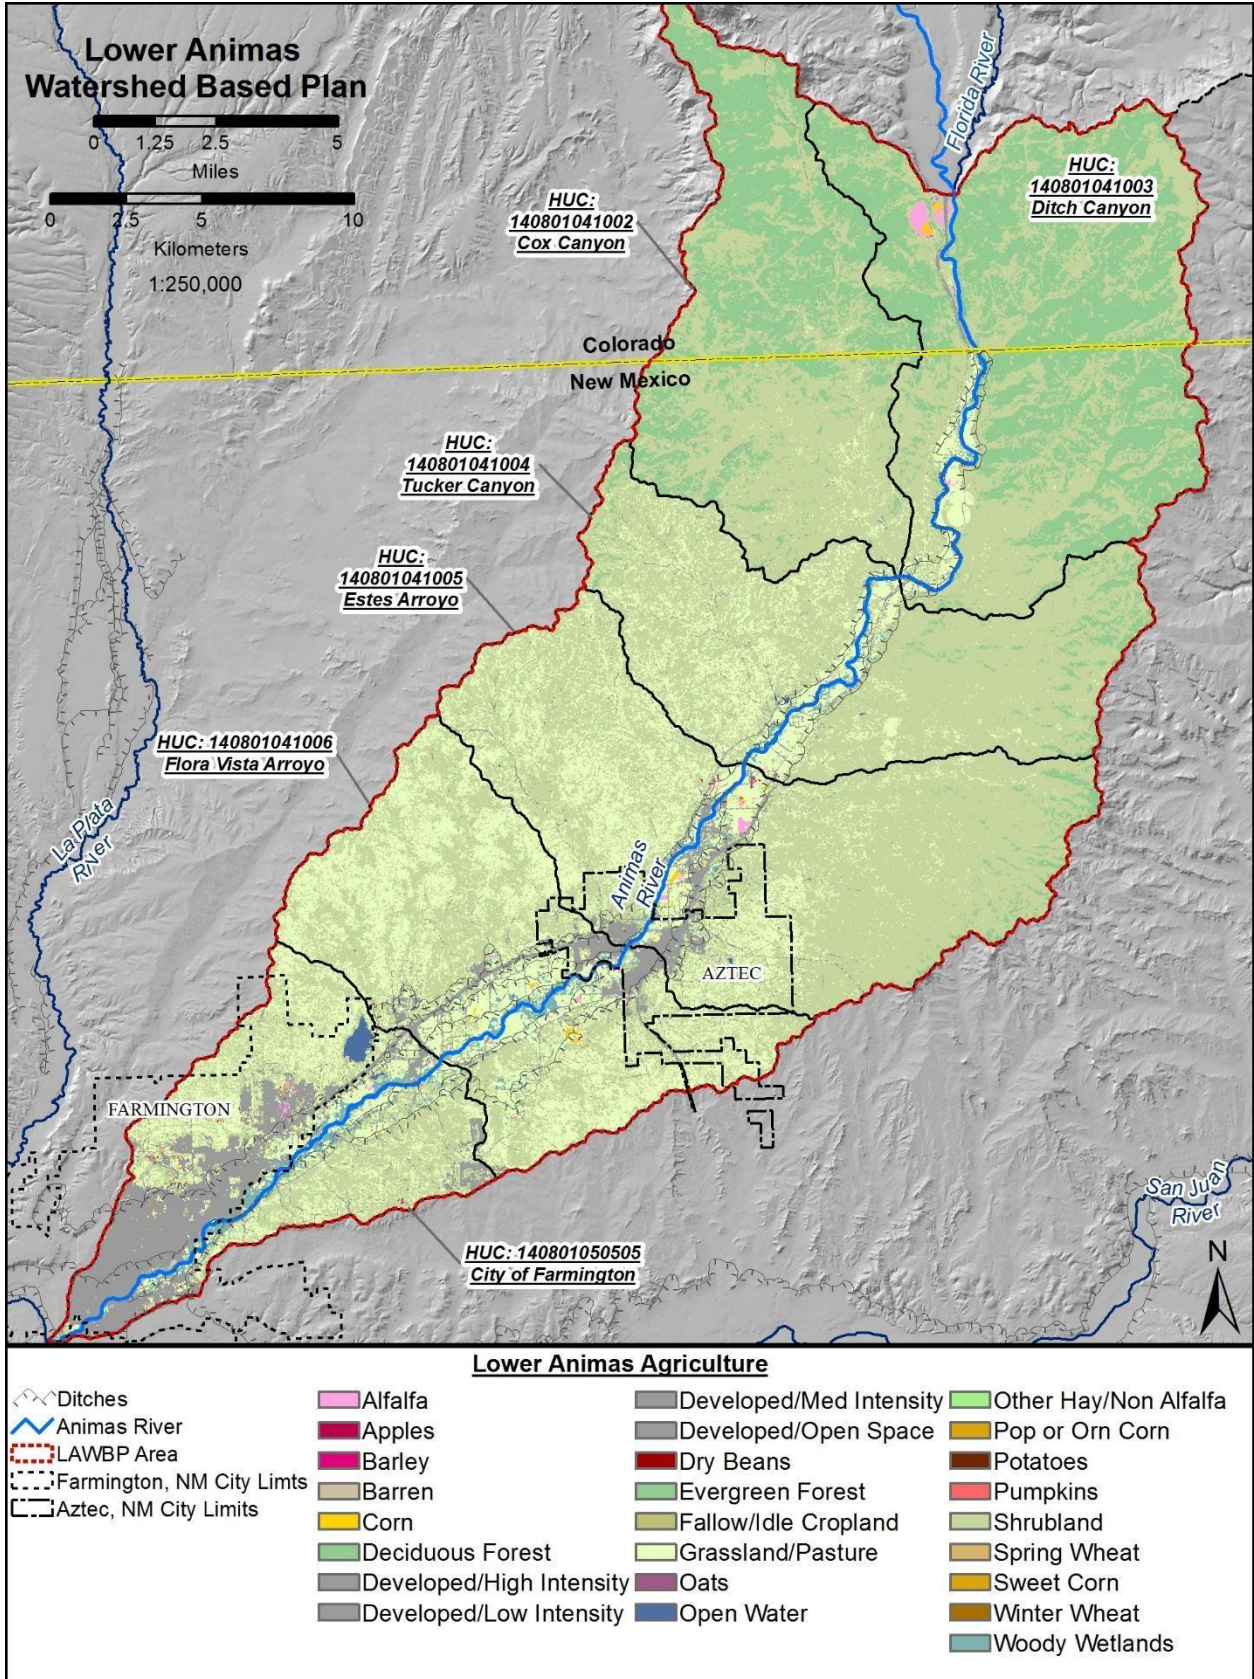 Lower Animas
Watershed Based Plan
0 1.25 2.5 5
Miles
0 2.5 5 10
Kilometers
1:250,000
Florida River
HUC:
140801041003
Ditch Canyon
HUC:
140801041002
Cox Canyon
Colorado
New Mexico
HUC:
140801041004
Tucker Canyon
HUC:
140801041005
Estes Arroyo
HUC: 140801041006
Flora Vista Arroyo
La Plata
River
Animas
River
AZTEC
FARMINGTON
San Juan
River
HUC: 140801050505
City of Farmington
N
Lower Animas Agriculture
Ditches
Animas River
LAWBP Area
Farmington, NM City Limts
Aztec, NM City Limits
Alfalfa
Apples
Barley
Barren
Corn
Deciduous Forest
Developed/High Intensity
Developed/Low Intensity
Developed/Med Intensity
Developed/Open Space
Dry Beans
Evergreen Forest
Fallow/Idle Cropland
Grassland/Pasture
Oats
Open Water
Other Hay/Non Alfalfa
Pop or Orn Corn
Potatoes
Pumpkins
Shrubland
Spring Wheat
Sweet Corn
Winter Wheat
Woody Wetlands